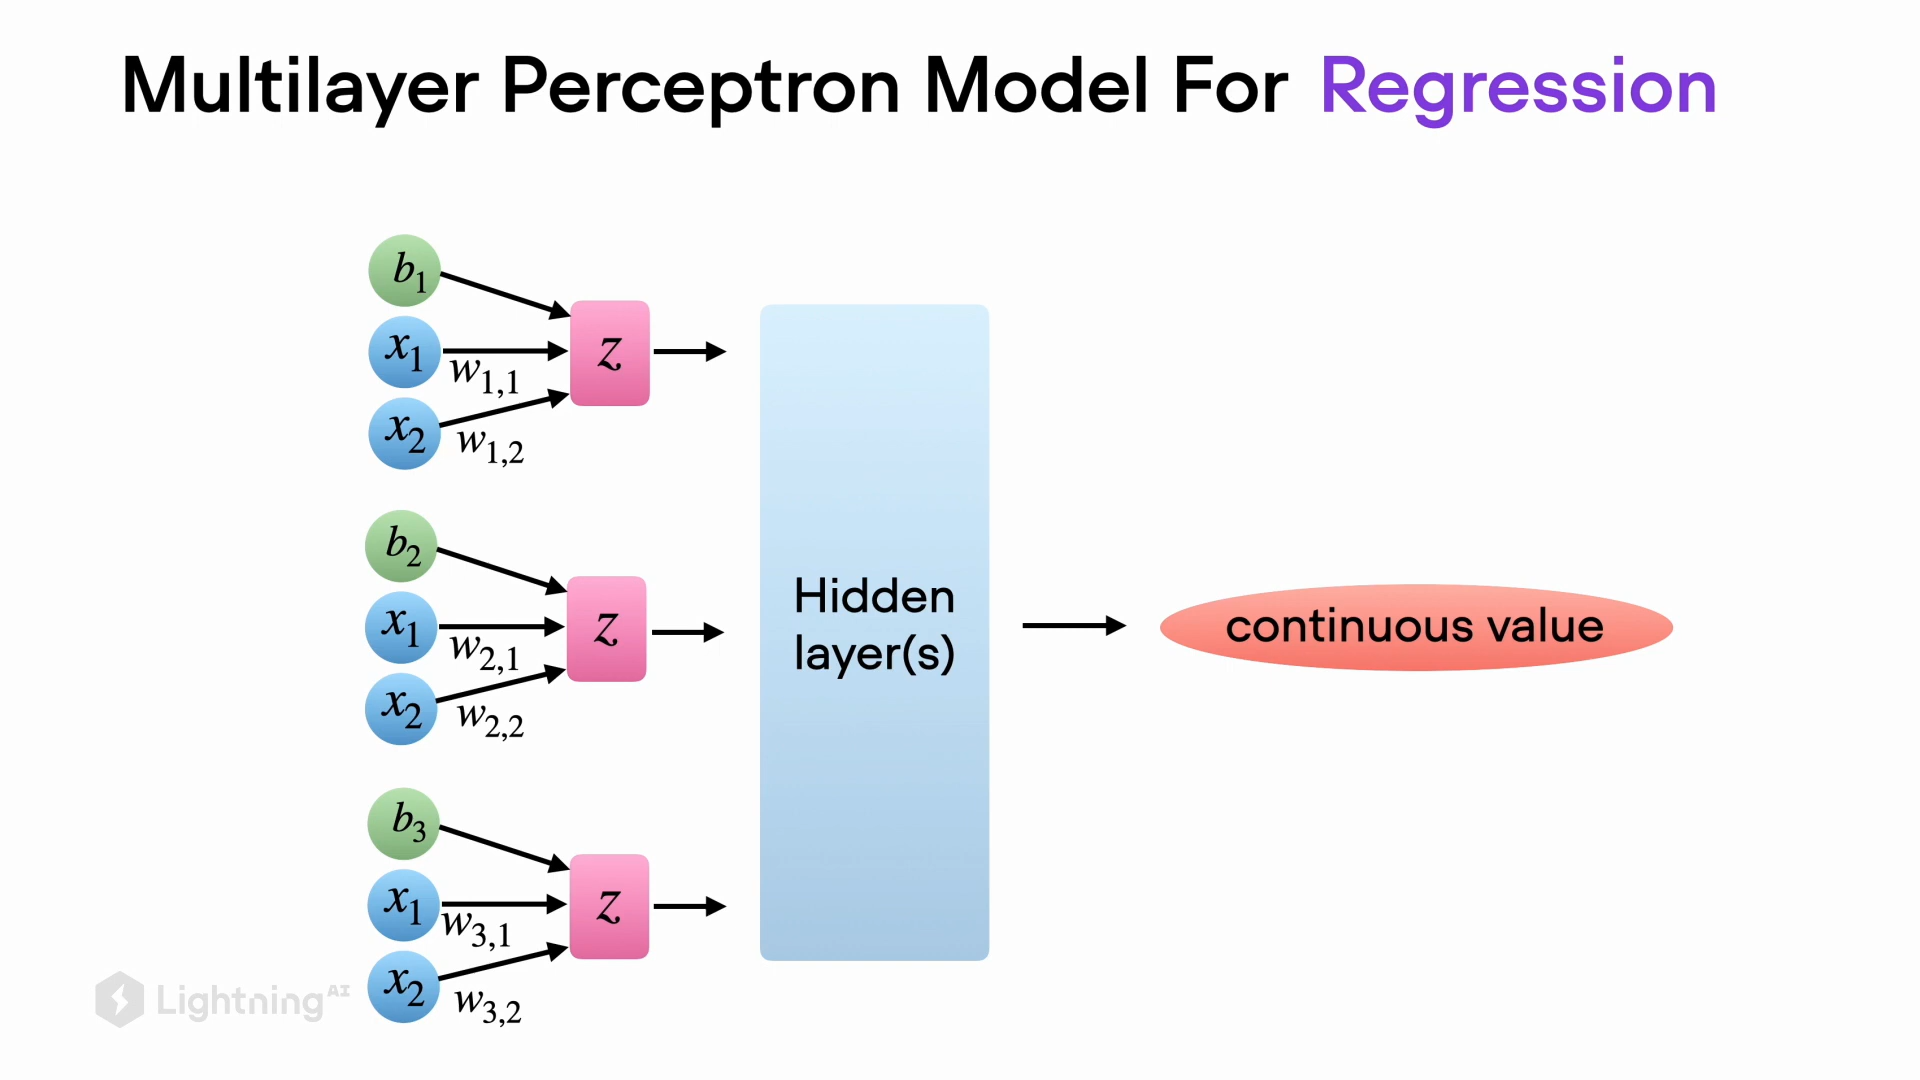 Multilayer Perceptron Model For Regression
b1
x1
w1,1
x2
w1,2
z
b2
x1
w2,1
x2
w2,2
z
b3
x1
w3,1
x2
w3,2
z
Hidden
layer(s)
continuous value
Lightning AI